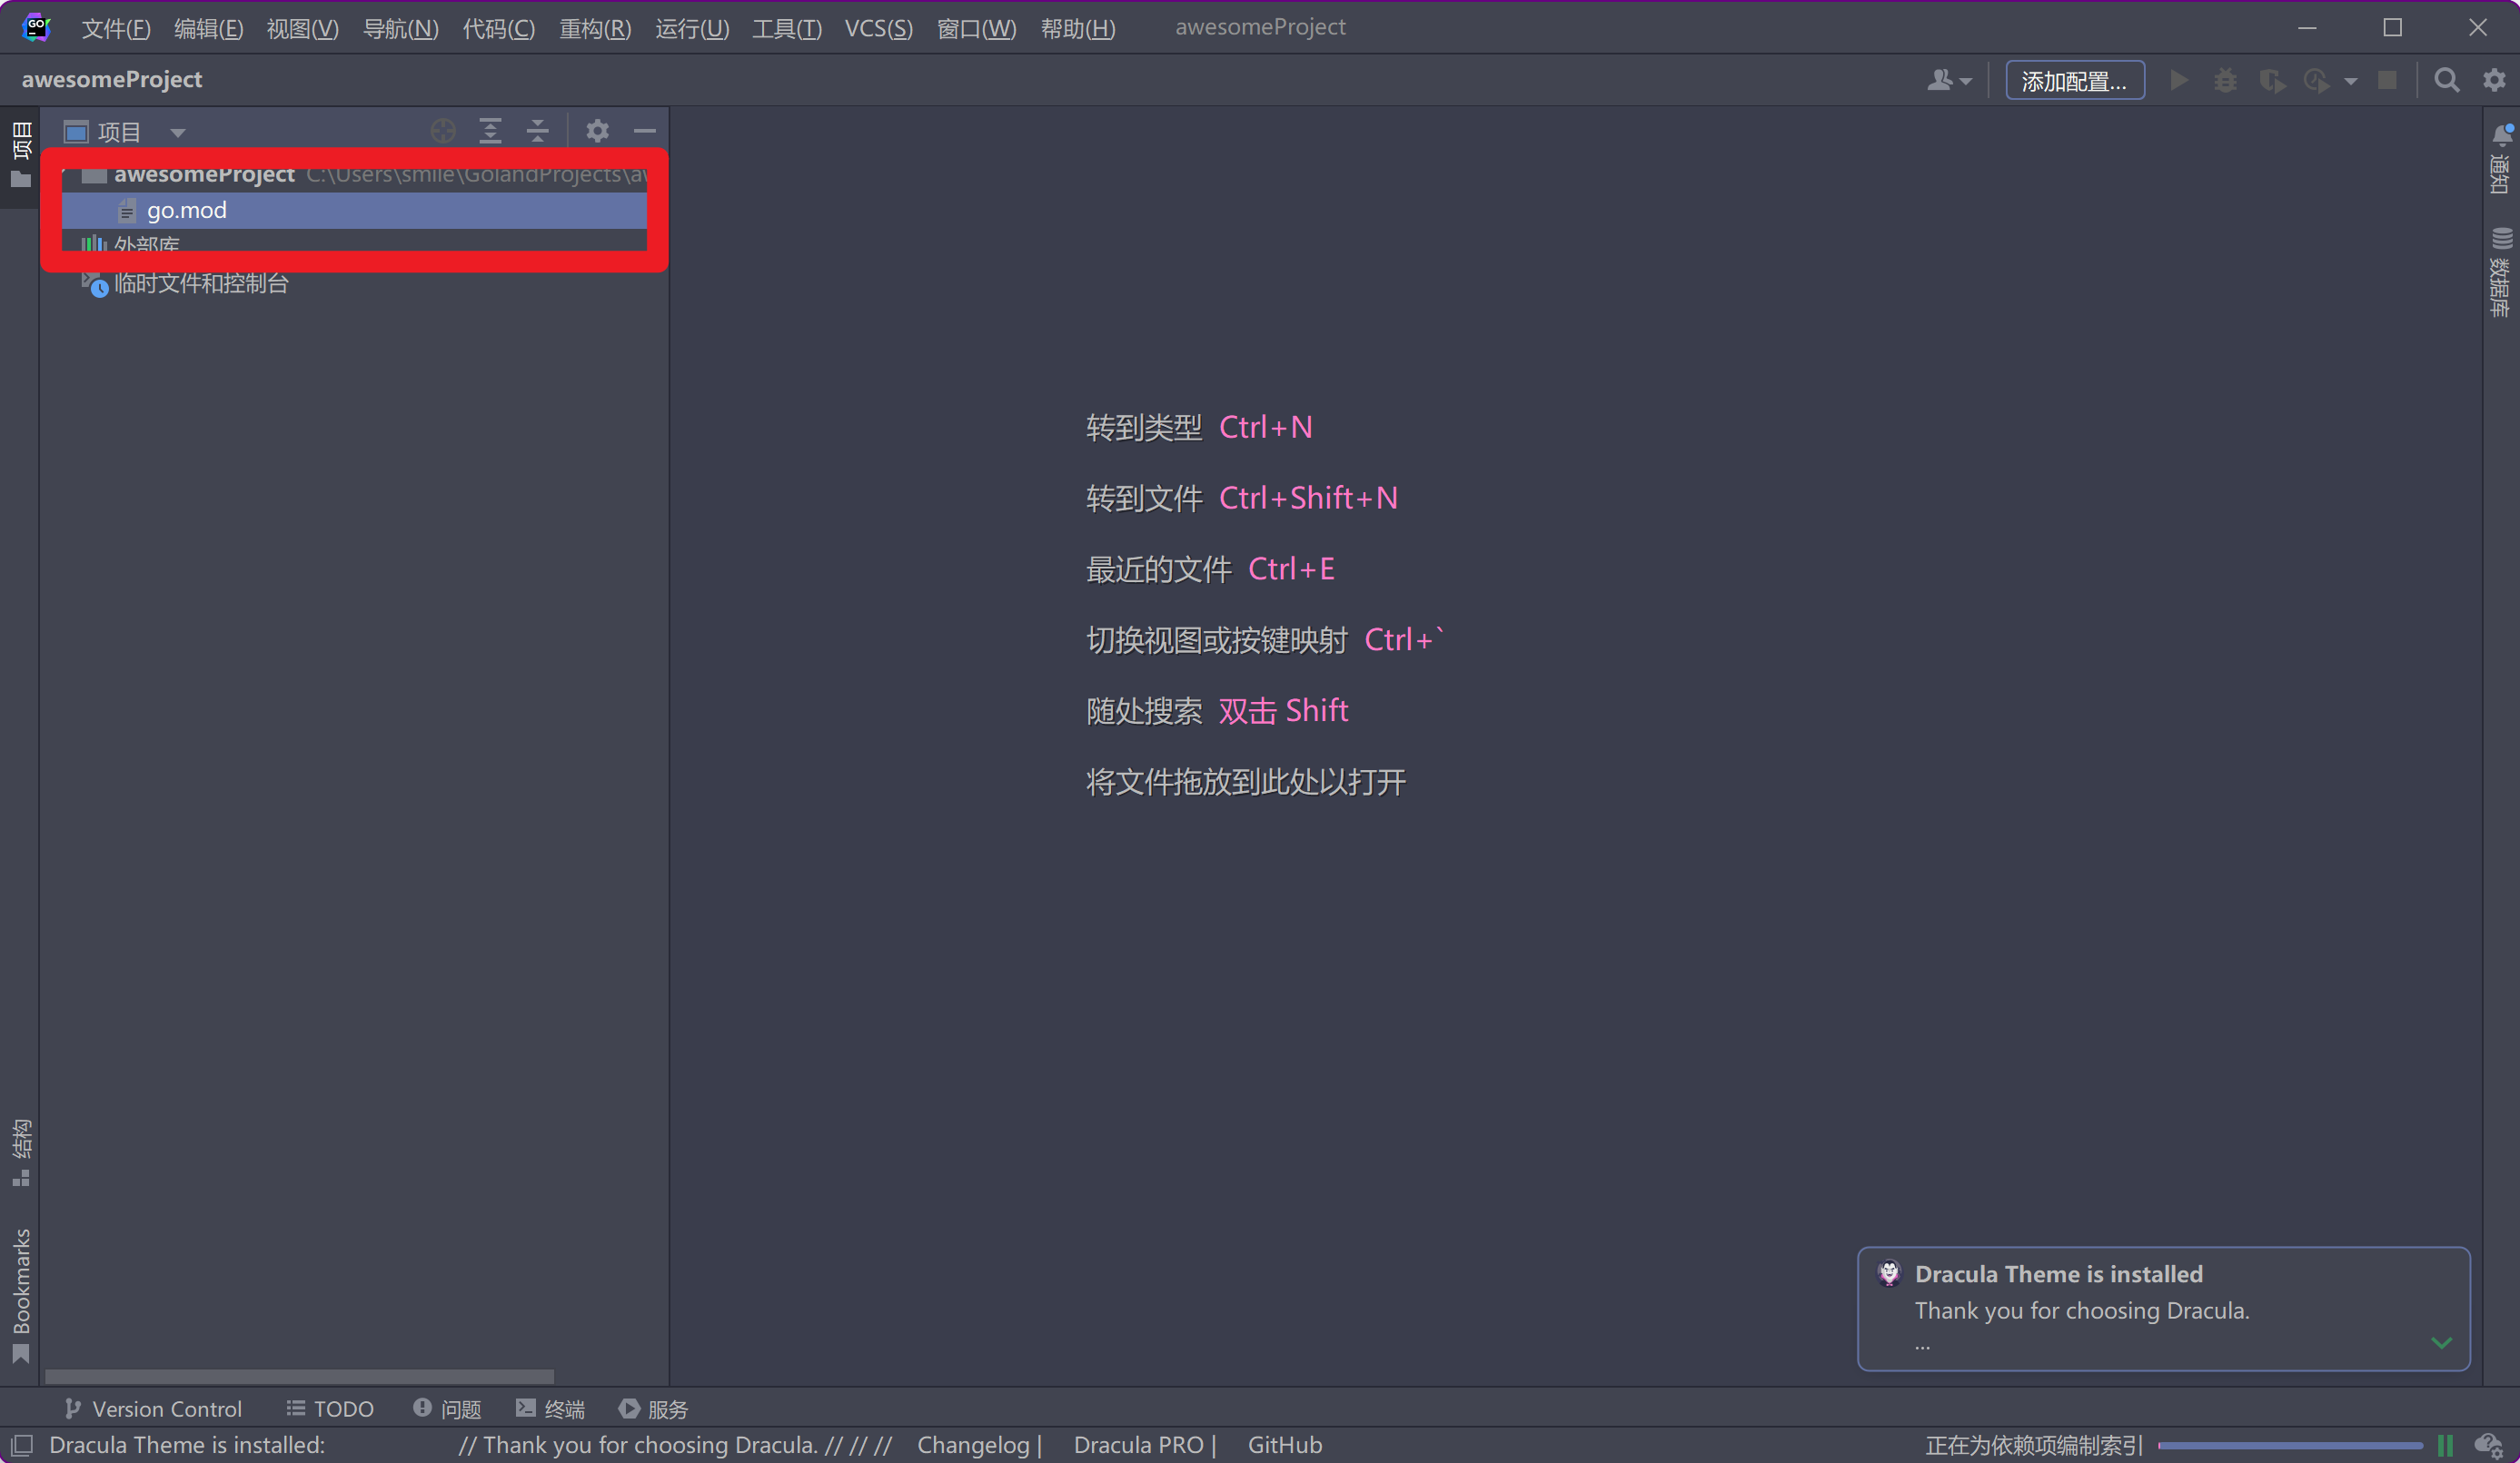 文件(F) 编辑(E) 视图(V) 导航(N) 代码(C) 重构(R) 运行(U) 工具(T) VCS(S) 窗口(W) 帮助(H) awesomeProject
awesomeProject
添加配置...
项目
项目
awesomeProject C:\Users\smile\GolandProjects\
go.mod
外部库
临时文件和控制台
转到类型 Ctrl+N
转到文件 Ctrl+Shift+N
最近的文件 Ctrl+E
切换视图或按键映射 Ctrl+`
随处搜索 双击 Shift
将文件拖放到此处以打开
通知
数据库
结构
Bookmarks
Dracula Theme is installed
Thank you for choosing Dracula.
...
Version Control TODO 问题 终端 服务
Dracula Theme is installed: // Thank you for choosing Dracula. // // // Changelog | Dracula PRO | GitHub 正在为依赖项编制索引